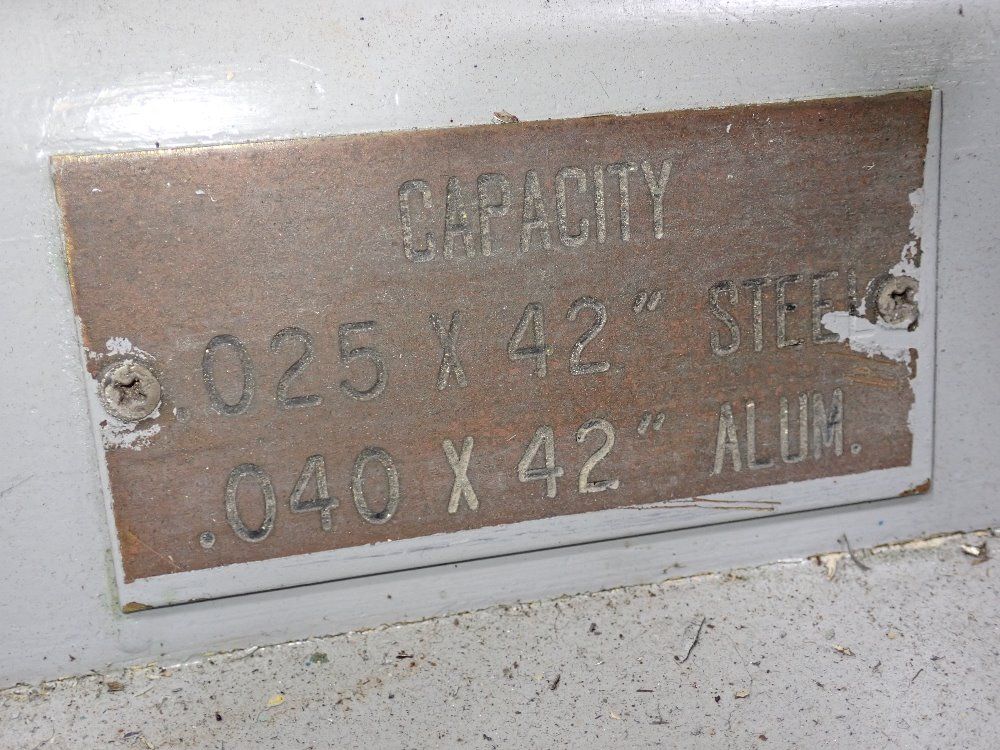 CAPACITY
.025 X 42" STEEL
.040 X 42" ALUM.